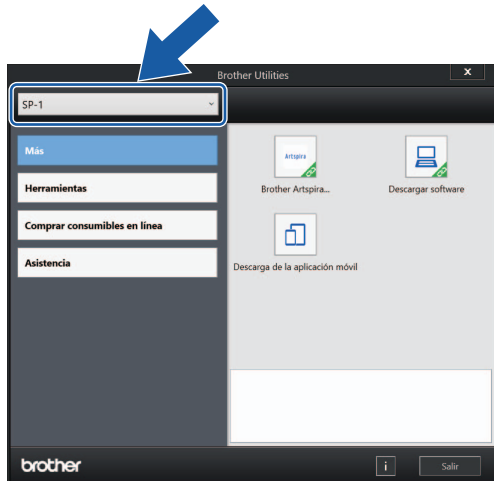 Brother Utilities
X
SP-1
Más
Herramientas
Comprar consumibles en línea
Asistencia
Artspira
Brother Artspira...
Descargar software
Descarga de la aplicación móvil
brother
i
Salir